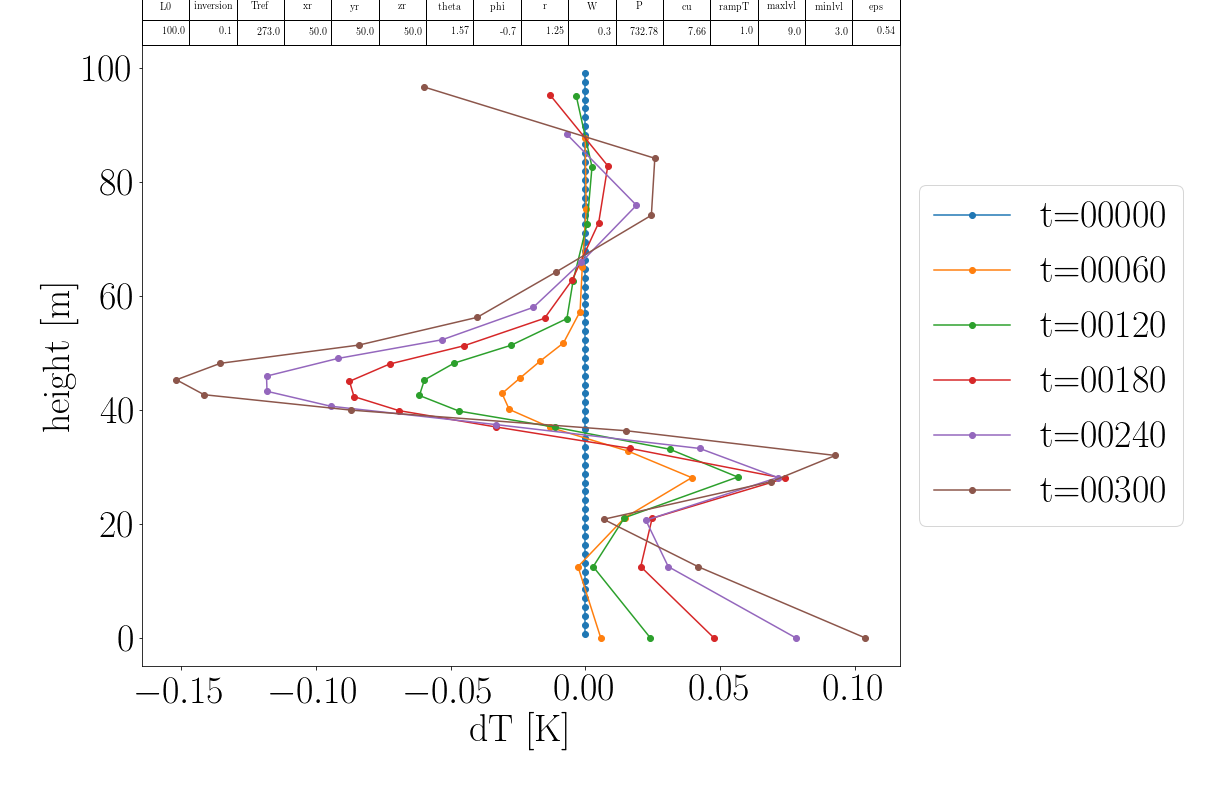 L0 inversion Tref xr yr zr theta phi r W P cu rampT maxlvl minlvl eps
100.0 0.1 273.0 50.0 50.0 50.0 1.57 -0.7 1.25 0.3 732.78 7.66 1.0 9.0 3.0 0.54
100
80
60
40
20
0
height [m]
−0.15 −0.10 −0.05 0.00 0.05 0.10
dT [K]
t=00000
t=00060
t=00120
t=00180
t=00240
t=00300